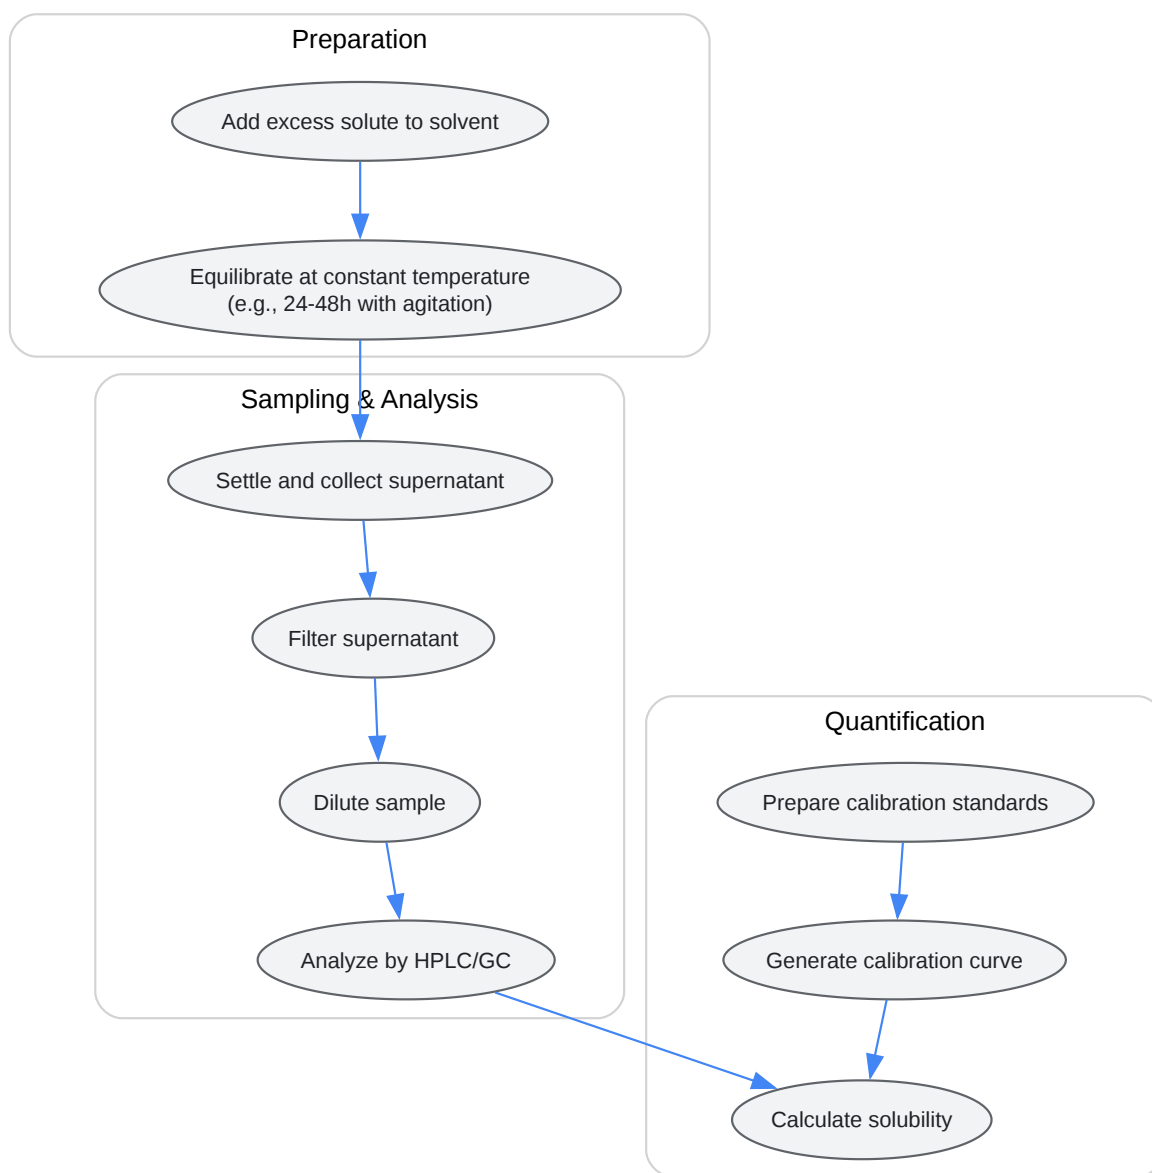 Preparation
Add excess solute to solvent
Equilibrate at constant temperature
(e.g., 24-48h with agitation)
Sampling & Analysis
Settle and collect supernatant
Filter supernatant
Dilute sample
Analyze by HPLC/GC
Quantification
Prepare calibration standards
Generate calibration curve
Calculate solubility